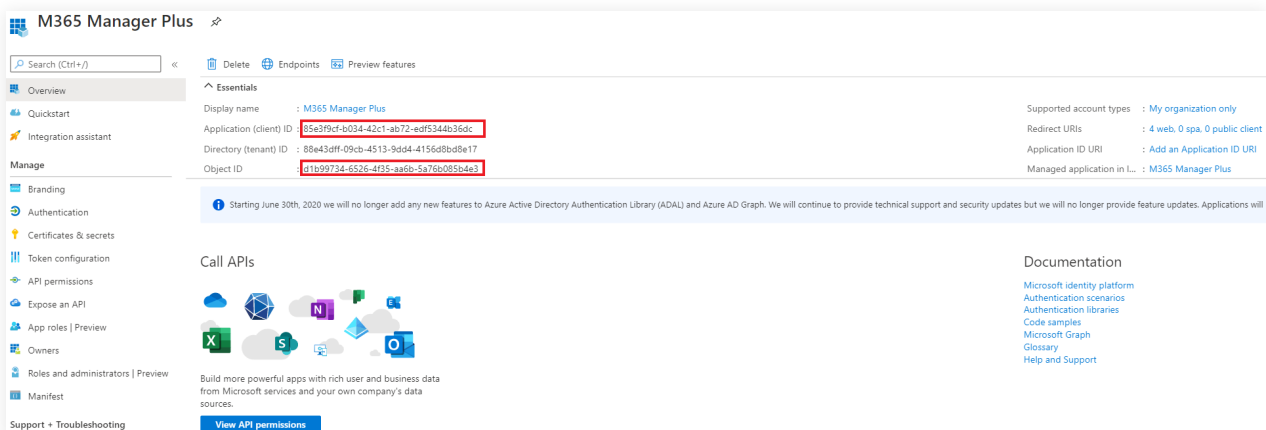 M365 Manager Plus
Search (Ctrl+/)
«
Overview
Quickstart
Integration assistant
Manage
Branding
Authentication
Certificates & secrets
Token configuration
API permissions
Expose an API
App roles | Preview
Owners
Roles and administrators | Preview
Manifest
Support + Troubleshooting
Delete Endpoints Preview features
Essentials
Display name : M365 Manager Plus
Application (client) ID : 85e3f9cf-b034-42c1-ab72-edf5344b36dc
Directory (tenant) ID : 88e43dff-09cb-4513-9dd4-4156d8bd8e17
Object ID : d1b99734-6526-4f35-aa6b-5a76b085b4e3
Supported account types : My organization only
Redirect URIs : 4 web, 0 spa, 0 public client
Application ID URI : Add an Application ID URI
Managed application in l... : M365 Manager Plus
Starting June 30th, 2020 we will no longer add any new features to Azure Active Directory Authentication Library (ADAL) and Azure AD Graph. We will continue to provide technical support and security updates but we will no longer provide feature updates. Applications will
Call APIs
N
E
X
S
O
Build more powerful apps with rich user and business data
from Microsoft services and your own company's data
sources.
View API permissions
Documentation
Microsoft identity platform
Authentication scenarios
Authentication libraries
Code samples
Microsoft Graph
Glossary
Help and Support